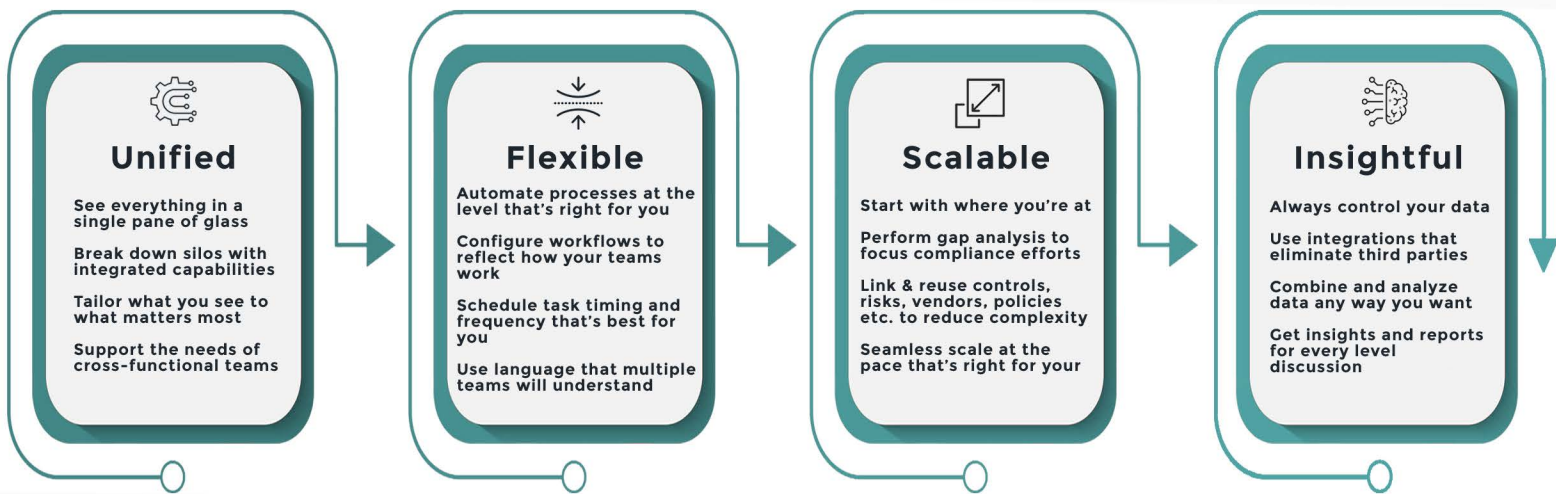 Unified
See everything in a
single pane of glass
Break down silos with
integrated capabilities
Tailor what you see to
what matters most
Support the needs of
cross-functional teams
Flexible
Automate processes at the
level that's right for you
Configure workflows to
reflect how your teams
work
Schedule task timing and
frequency that's best for
you
Use language that multiple
teams will understand
Scalable
Start with where you're at
Perform gap analysis to
focus compliance efforts
Link & reuse controls,
risks, vendors, policies
etc. to reduce complexity
Seamless scale at the
pace that's right for your
Insightful
Always control your data
Use integrations that
eliminate third parties
Combine and analyze
data any way you want
Get insights and reports
for every level
discussion